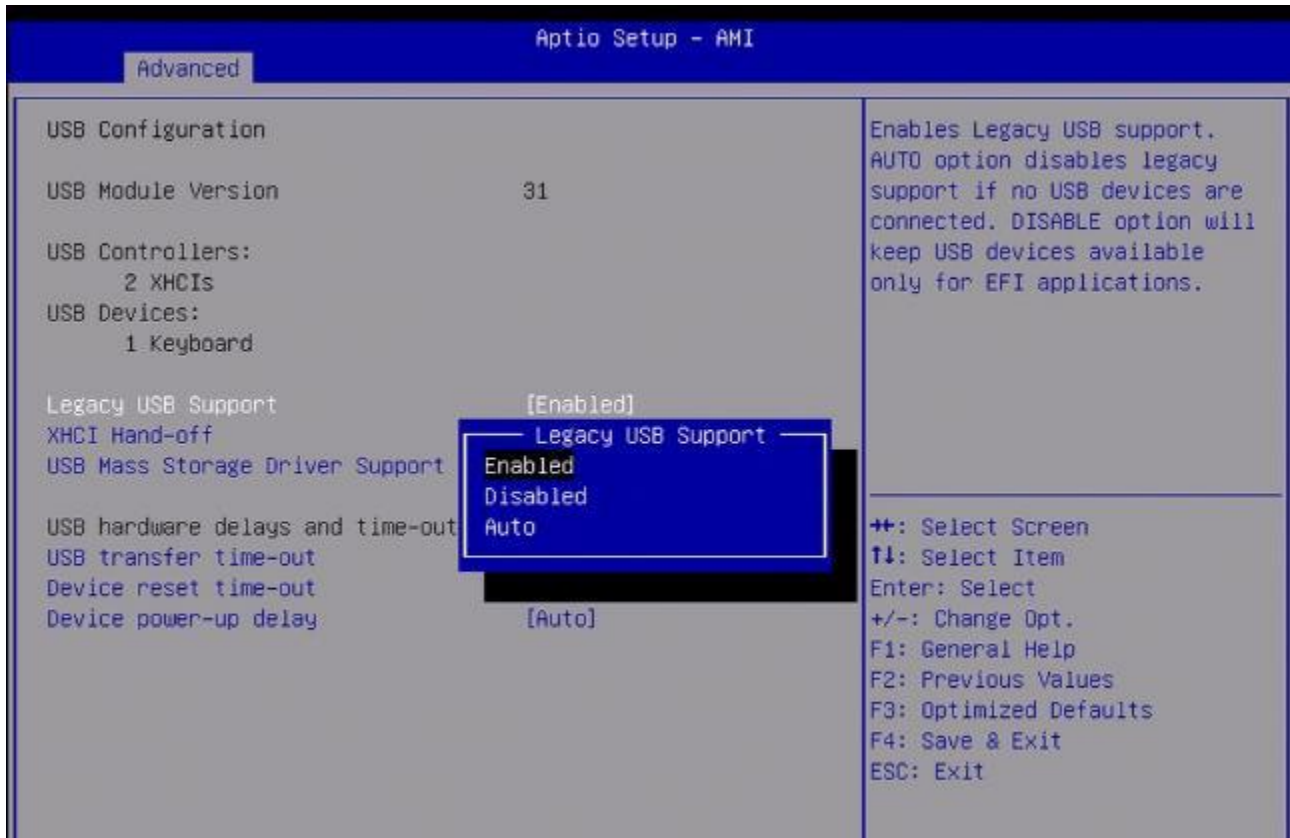 Aptio Setup - AMI
Advanced
USB Configuration
USB Module Version 31
USB Controllers:
2 XHCIs
USB Devices:
1 Keyboard
Legacy USB Support [Enabled]
XHCI Hand-off
USB Mass Storage Driver Support
USB hardware delays and time-out
USB transfer time-out
Device reset time-out
Device power-up delay [Auto]
Legacy USB Support
Enabled
Disabled
Auto
Enables Legacy USB support.
AUTO option disables legacy
support if no USB devices are
connected. DISABLE option will
keep USB devices available
only for EFI applications.
→←: Select Screen
↑↓: Select Item
Enter: Select
+/-: Change Opt.
F1: General Help
F2: Previous Values
F3: Optimized Defaults
F4: Save & Exit
ESC: Exit